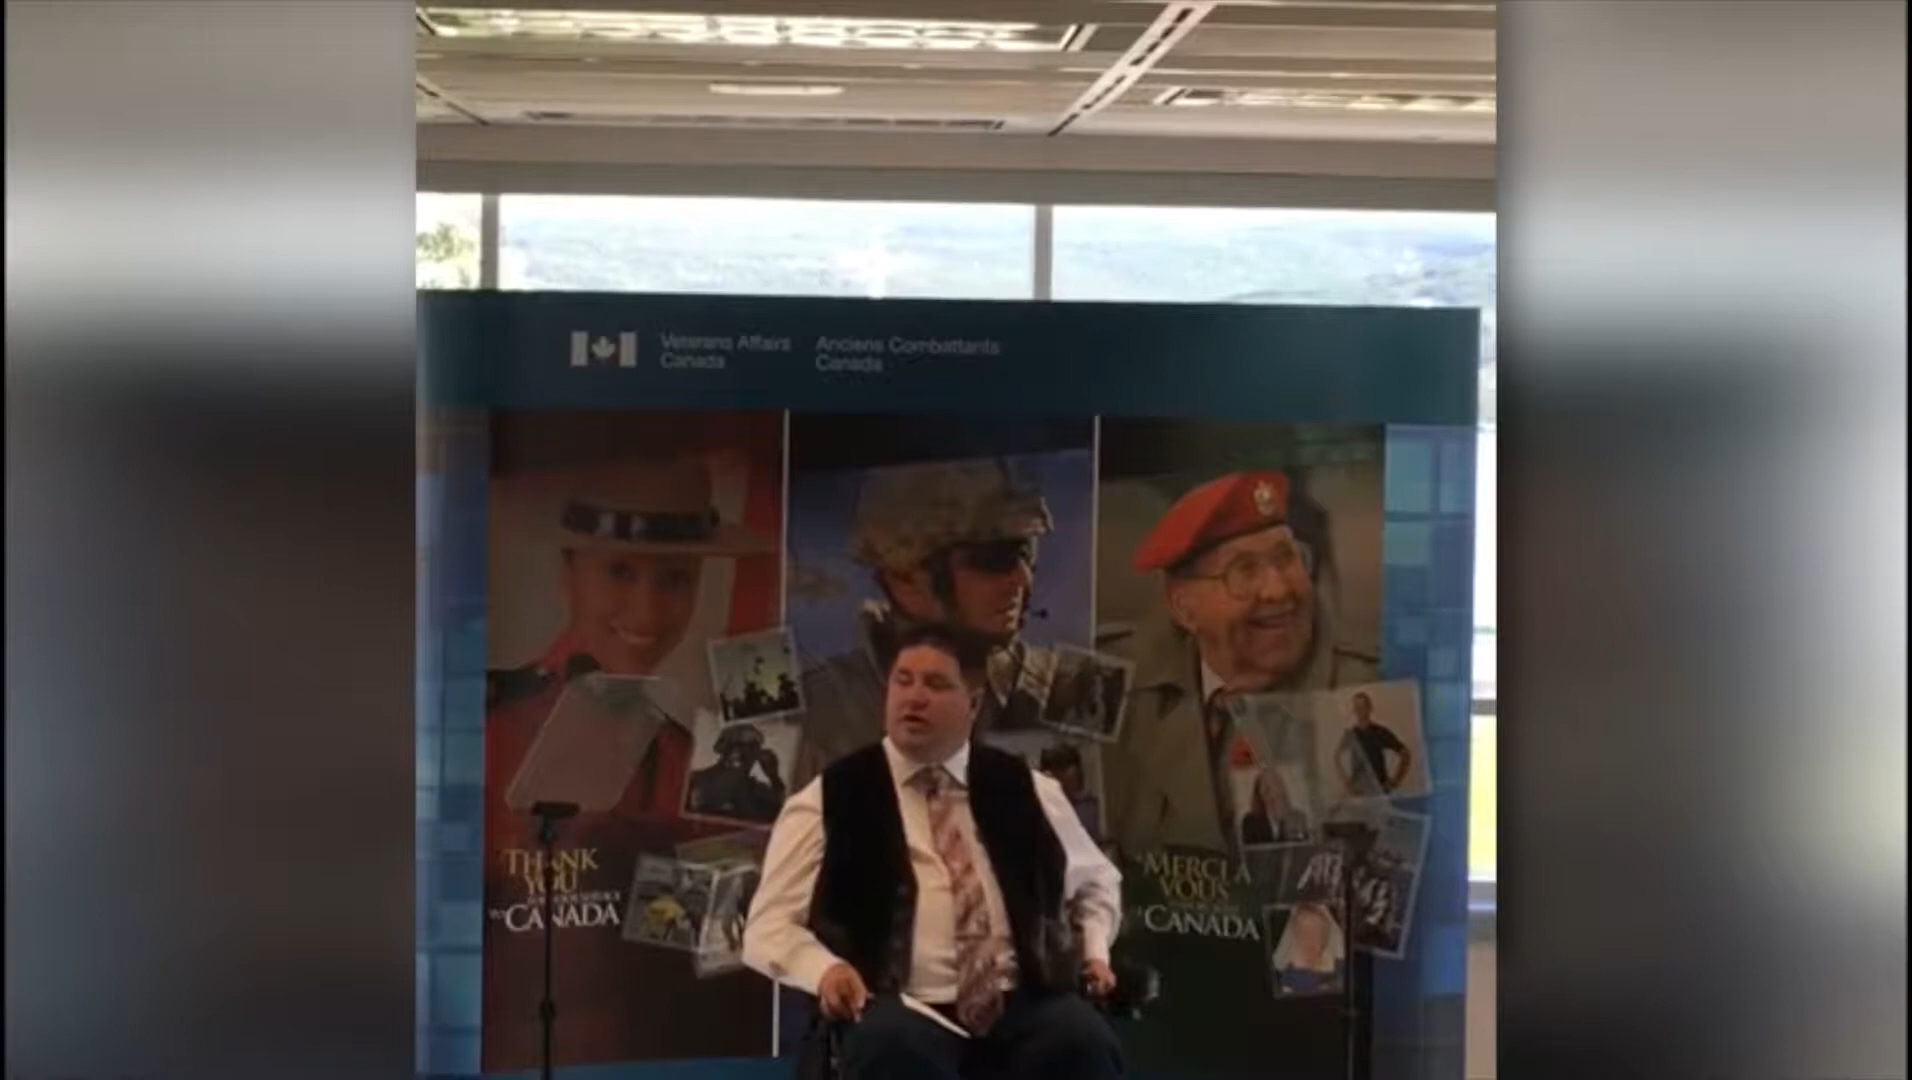 Veterans Affairs
Canada
Anciens Combattants
Canada
THANK
YOU
CANADA
MERCI À
VOUS
CANADA